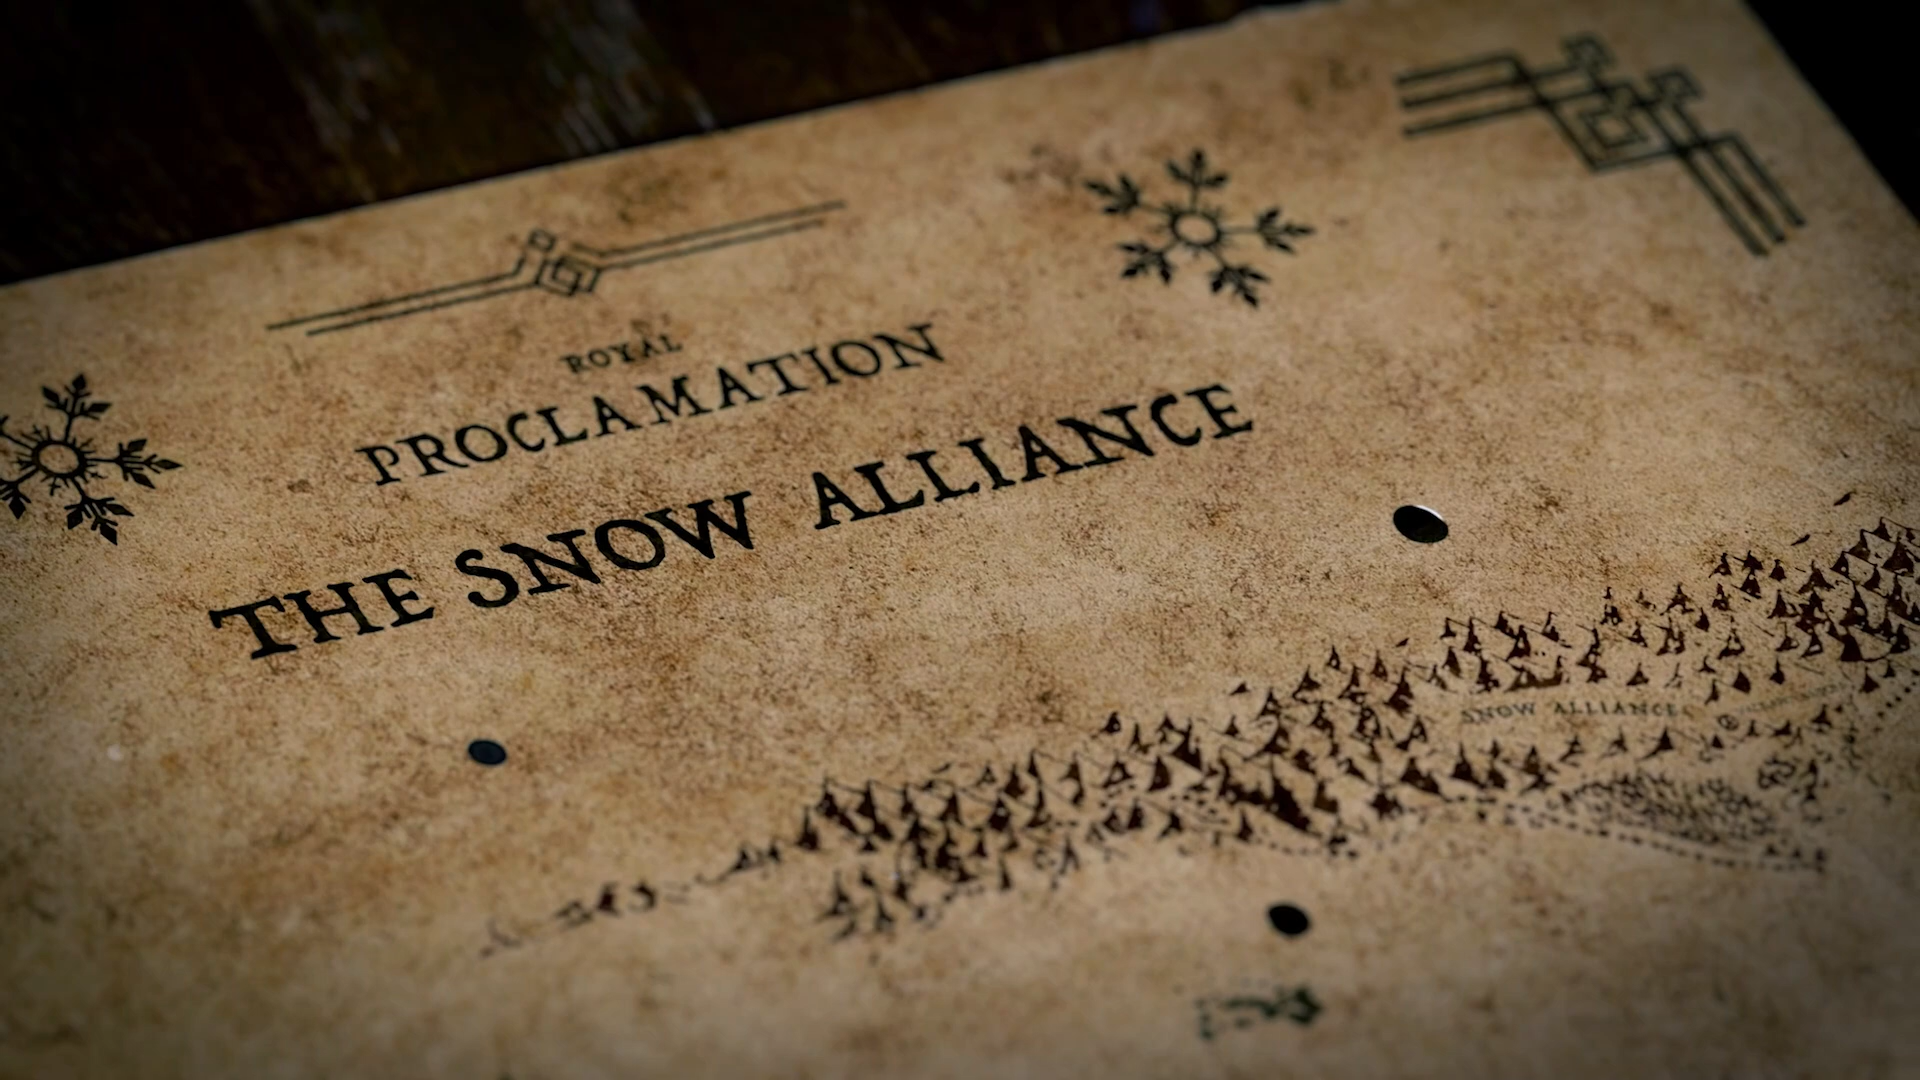 ROYAL
PROCLAMATION
THE SNOW ALLIANCE
SNOW ALLIANCE